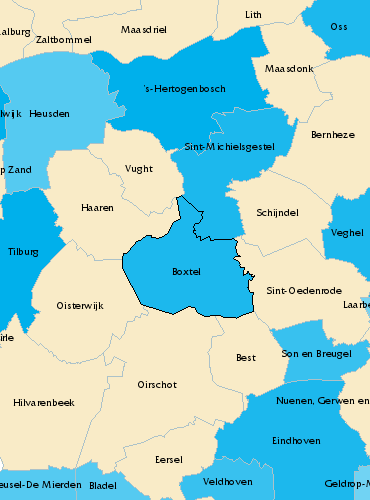 Lith
Oss
Maasdriel
alburg
Zaltbommel
Maasdonk
's-Hertogenbosch
lwijk
Heusden
Bernheze
Sint-Michielsgestel
p Zand
Vught
Haaren
Schijndel
Veghel
Tilburg
Boxtel
Sint-Oedenrode
Laarbe
Oisterwijk
irle
Best
Son en Breugel
Oirschot
Hilvarenbeek
Nuenen, Gerwen en
Eindhoven
Eersel
eusel-De Mierden
Bladel
Veldhoven
Geldrop-M